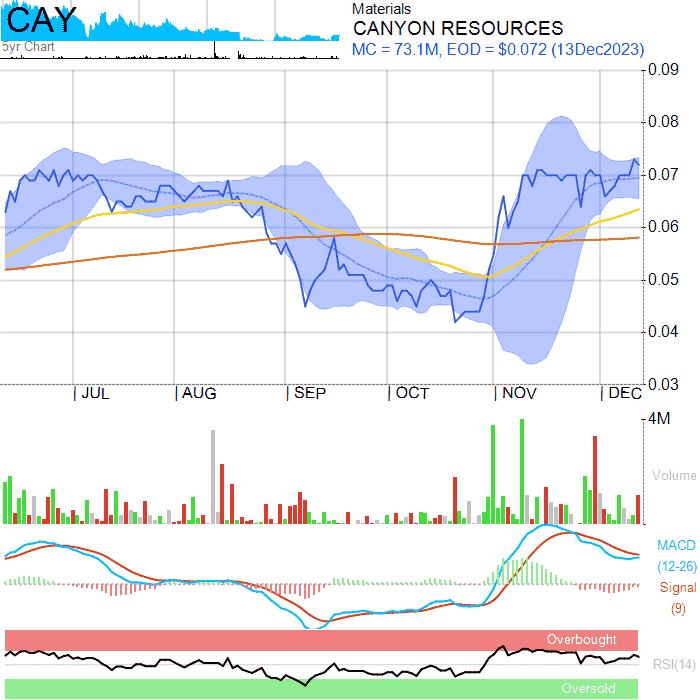 CAY
5yr Chart
Materials
CANYON RESOURCES
MC = 73.1M, EOD = $0.072 (13Dec2023)
0.09
0.08
0.07
0.06
0.05
0.04
0.03
JUL
AUG
SEP
OCT
NOV
DEC
4M
Volume
MACD
(12-26)
Signal
(9)
Overbought
RSI(14)
Oversold